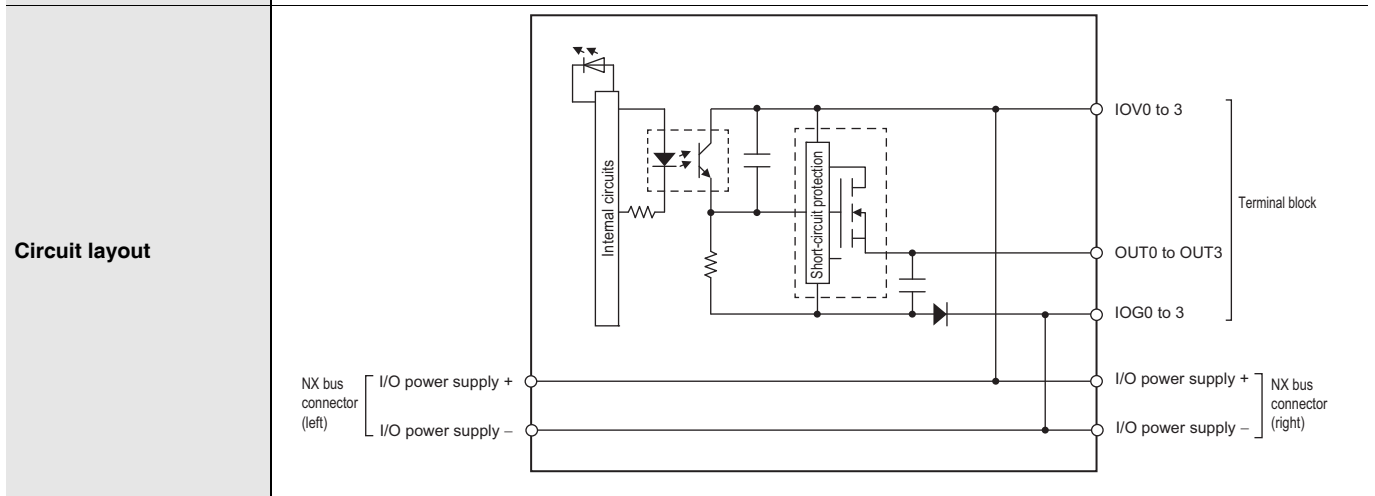 Circuit layout
Internal circuits
Short-circuit protection
IOV0 to 3
Terminal block
OUT0 to OUT3
IOG0 to 3
NX bus
connector
(left)
I/O power supply +
I/O power supply −
I/O power supply +
I/O power supply −
NX bus
connector
(right)